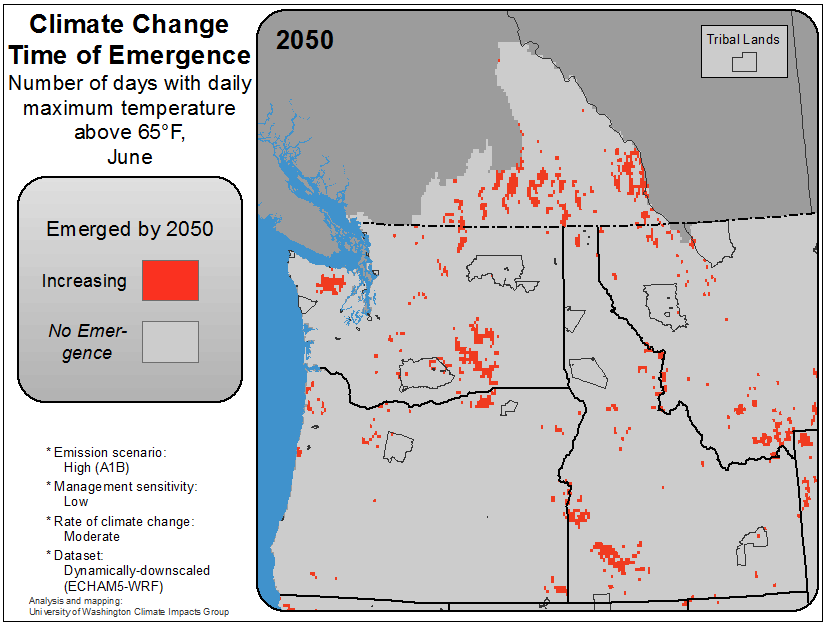 Climate Change
Time of Emergence
Number of days with daily
maximum temperature
above 65°F,
June
Emerged by 2050
Increasing
No Emer-
gence
* Emission scenario:
High (A1B)
* Management sensitivity:
Low
* Rate of climate change:
Moderate
* Dataset:
Dynamically-downscaled
(ECHAM5-WRF)
Analysis and mapping:
University of Washington Climate Impacts Group
2050
Tribal Lands